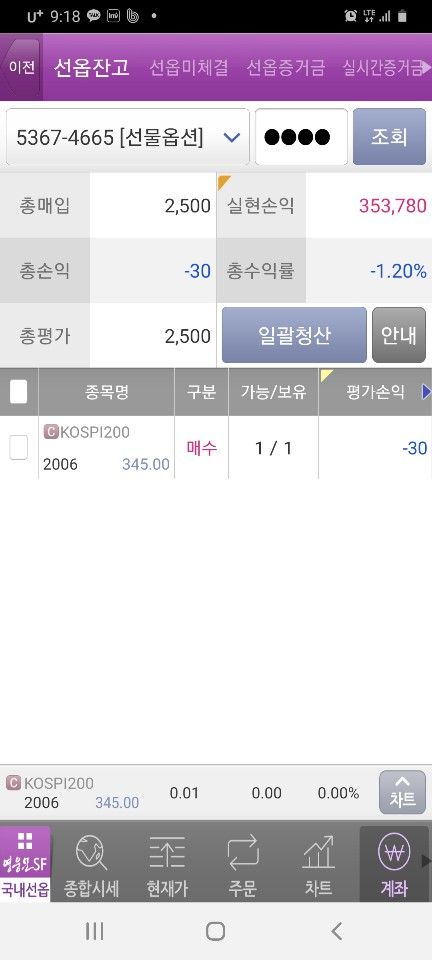 U+ 9:18 LTE
이전 선옵잔고 선옵미체결 선옵증거금 실시간증거금
5367-4665 [선물옵션] ●●●● 조회
총매입 2,500 실현손익 353,780
총손익 -30 총수익률 -1.20%
총평가 2,500 일괄청산 안내
종목명 구분 가능/보유 평가손익
C KOSPI200
2006 345.00 매수 1 / 1 -30
C KOSPI200
2006 345.00 0.01 0.00 0.00% 차트
영웅문SF
국내선옵 종합시세 현재가 주문 차트 계좌